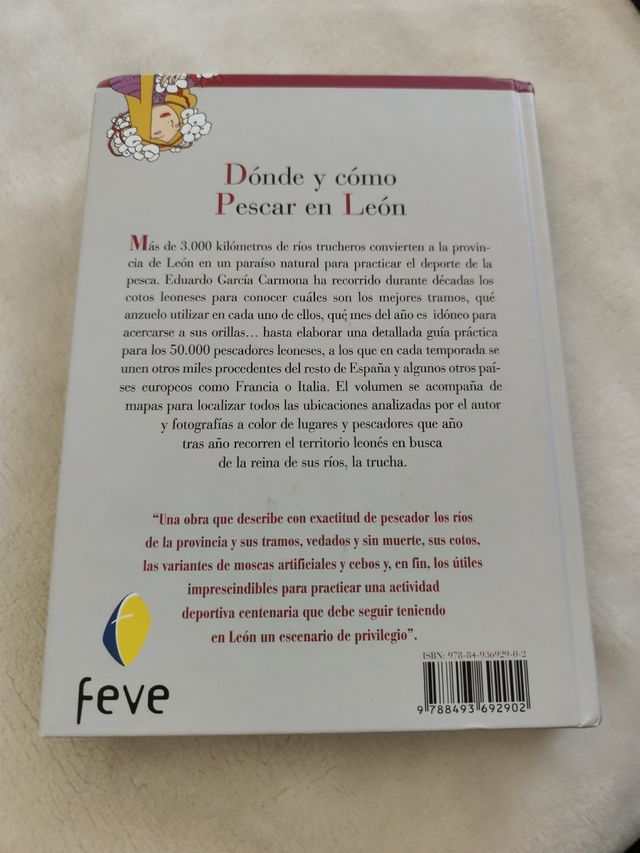 Dónde y cómo
Pescar en León
Más de 3.000 kilómetros de ríos trucheros convierten a la provin-
cia de León en un paraíso natural para practicar el deporte de la
pesca. Eduardo García Carmona ha recorrido durante décadas los
cotos leoneses para conocer cuáles son los mejores tramos, qué
anzuelo utilizar en cada uno de ellos, qué mes del año es idóneo para
acercarse a sus orillas... hasta elaborar una detallada guía práctica
para los 50.000 pescadores leoneses, a los que en cada temporada se
unen otros miles procedentes del resto de España y algunos otros paí-
ses europeos como Francia o Italia. El volumen se acompaña de
mapas para localizar todos las ubicaciones analizadas por el autor
y fotografías a color de lugares y pescadores que año
tras año recorren el territorio leonés en busca
de la reina de sus ríos, la trucha.
“Una obra que describe con exactitud de pescador los ríos
de la provincia y sus tramos, vedados y sin muerte, sus cotos,
las variantes de moscas artificiales y cebos y, en fin, los útiles
imprescindibles para practicar una actividad
deportiva centenaria que debe seguir teniendo
en León un escenario de privilegio”.
feve
ISBN: 978-84-936929-0-2
9 788493 692902